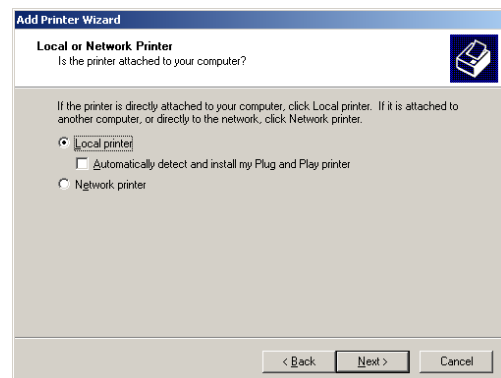 Add Printer Wizard
Local or Network Printer
Is the printer attached to your computer?
If the printer is directly attached to your computer, click Local printer. If it is attached to
another computer, or directly to the network, click Network printer.
Local printer
Automatically detect and install my Plug and Play printer
Network printer
< Back
Next >
Cancel